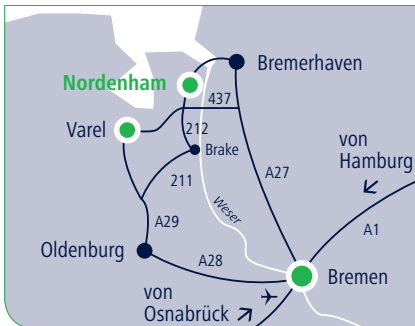 Bremerhaven
Nordenham
437
Varel
212
Brake
von
Hamburg
211
A27
Weser
A29
A1
Oldenburg
A28
Bremen
von
Osnabrück